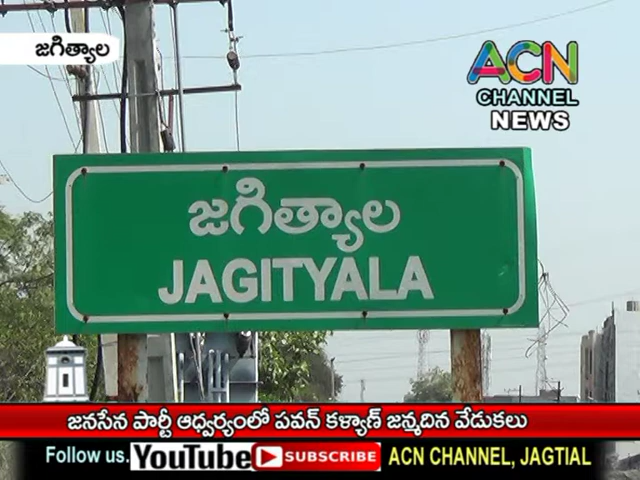 జగిత్యాల
ACN
CHANNEL
NEWS
జగిత్యాల
JAGITYALA
జనసేన పార్టీ ఆధ్వర్యంలో పవన్ కళ్యాణ్ జన్మదిన వేడుకలు
Follow us. YouTube SUBSCRIBE ACN CHANNEL, JAGTIAL